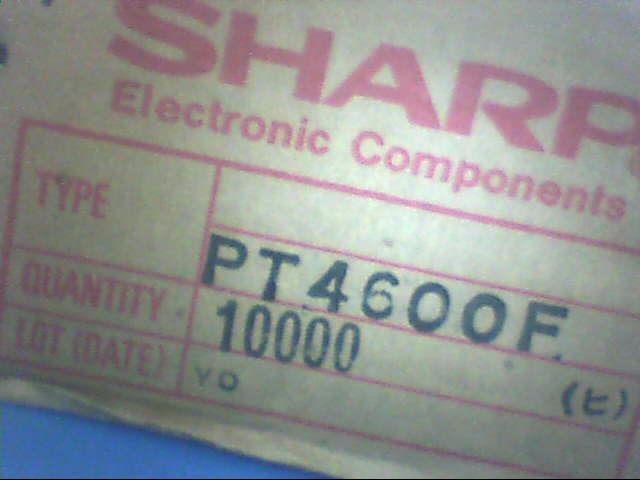 SHARP
Electronic Components
TYPE
PT4600F
QUANTITY 10000
LOT (DATE) YO (ヒ)